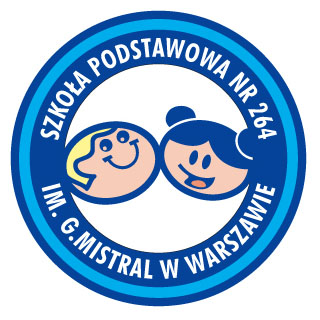 SZKOŁA PODSTAWOWA NR 264
IM. G.MISTRAL W WARSZAWIE